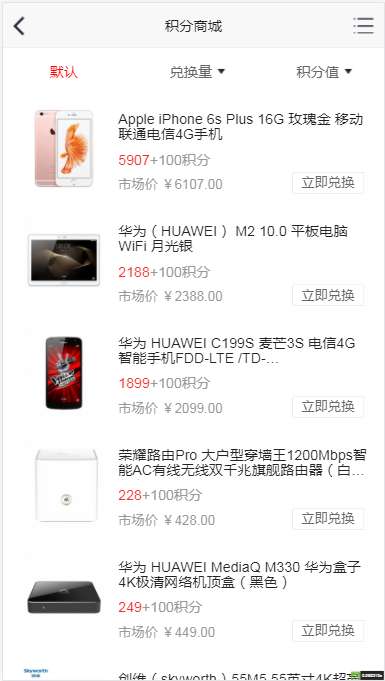 积分商城
默认
兑换量
积分值
Apple iPhone 6s Plus 16G 玫瑰金 移动
联通电信4G手机
5907+100积分
市场价 ￥6107.00
立即兑换
华为（HUAWEI） M2 10.0 平板电脑
WiFi 月光银
2188+100积分
市场价 ￥2388.00
立即兑换
华为 HUAWEI C199S 麦芒3S 电信4G
智能手机FDD-LTE /TD-…
1899+100积分
市场价 ￥2099.00
立即兑换
荣耀路由Pro 大户型穿墙王1200Mbps智
能AC有线无线双千兆旗舰路由器（白…
228+100积分
市场价 ￥428.00
立即兑换
华为 HUAWEI MediaQ M330 华为盒子
4K极清网络机顶盒（黑色）
249+100积分
市场价 ￥449.00
立即兑换
Skyworth
创维（skyworth）55M5 55英寸4K超高